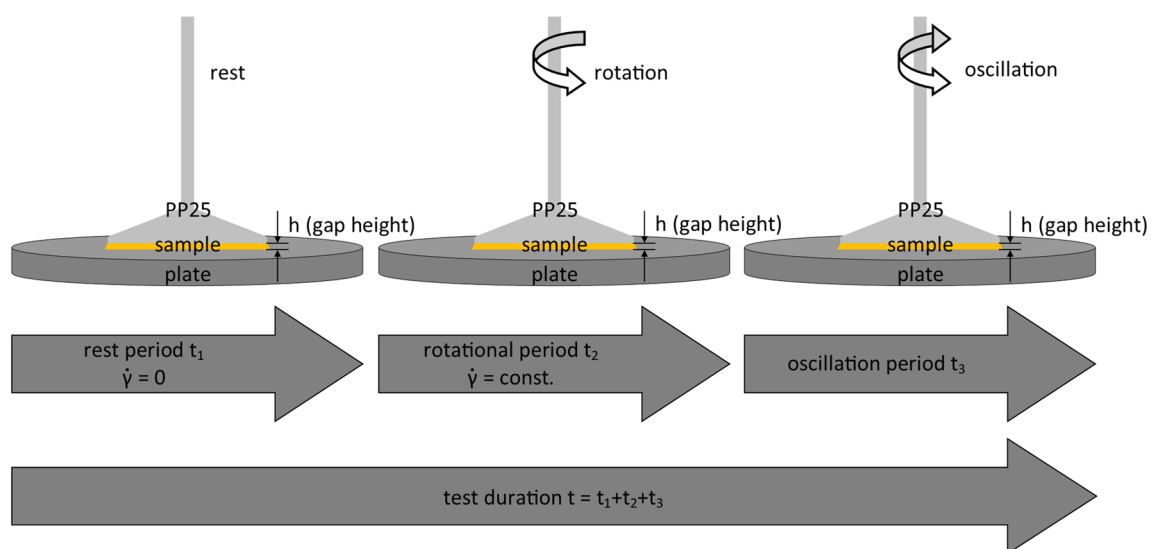 rest
rotation
oscillation
PP25
h (gap height)
sample
plate
PP25
h (gap height)
sample
plate
PP25
h (gap height)
sample
plate
rest period t₁
γ̇ = 0
rotational period t₂
γ̇ = const.
oscillation period t₃
test duration t = t₁+t₂+t₃